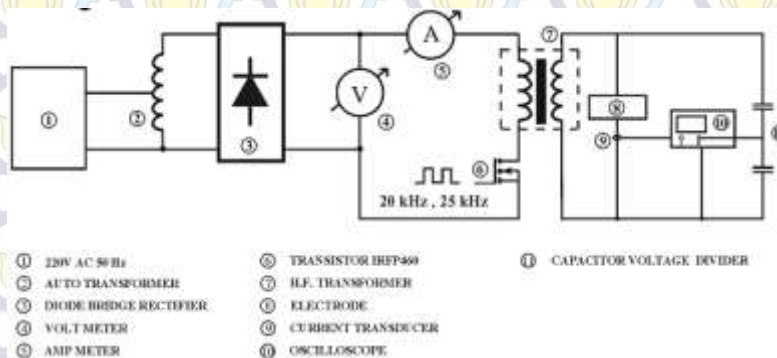 A
⑦
⑤
①
②
V
③
④
⑧
⑨
⑩
⑥
20 kHz , 25 kHz
① 220V AC 50 Hz
② AUTO TRANSFORMER
③ DIODE BRIDGE RECTIFIER
④ VOLT METER
⑤ AMP METER
⑥ TRANSISTOR IRFP460
⑦ H.F. TRANSFORMER
⑧ ELECTRODE
⑨ CURRENT TRANSDUCER
⑩ OSCILLOSCOPE
⑪ CAPACITOR VOLTAGE DIVIDER